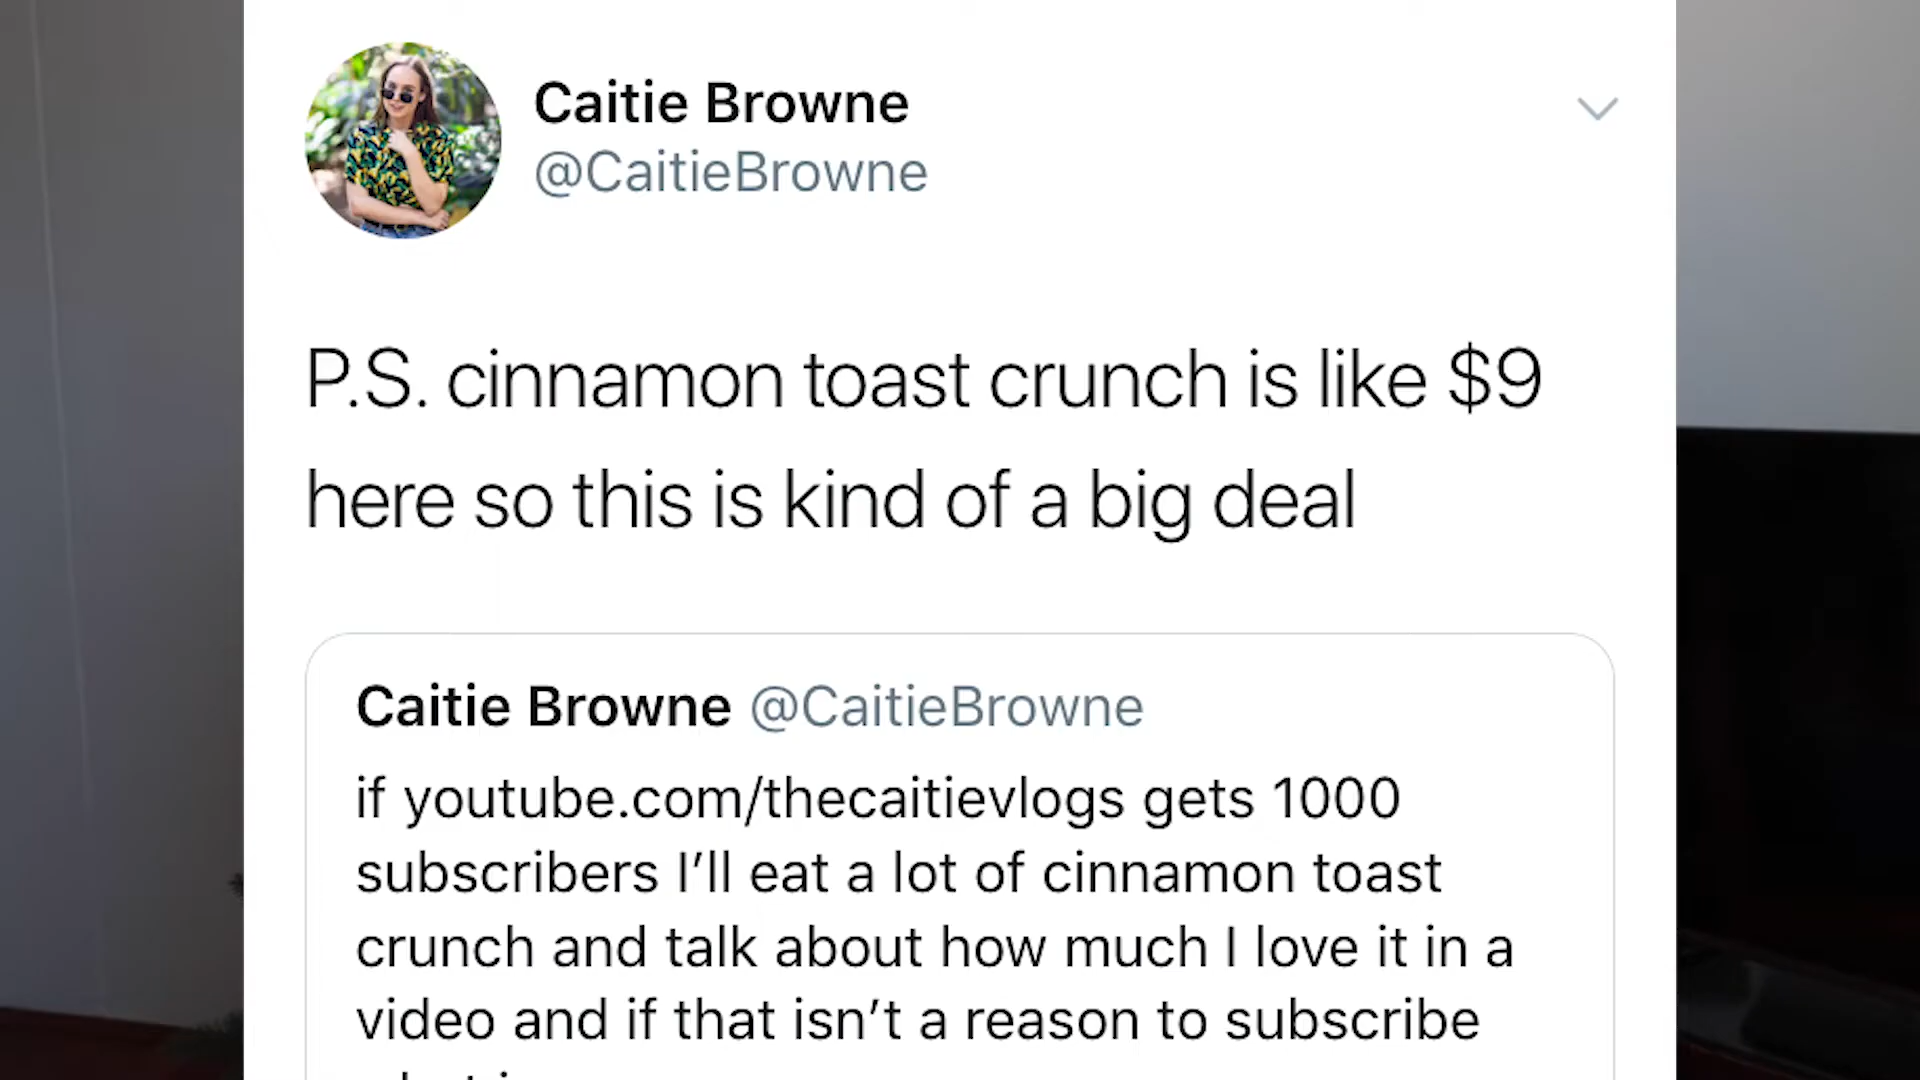 Caitie Browne
@CaitieBrowne
P.S. cinnamon toast crunch is like $9
here so this is kind of a big deal
Caitie Browne @CaitieBrowne
if youtube.com/thecaitievlogs gets 1000
subscribers I’ll eat a lot of cinnamon toast
crunch and talk about how much I love it in a
video and if that isn’t a reason to subscribe